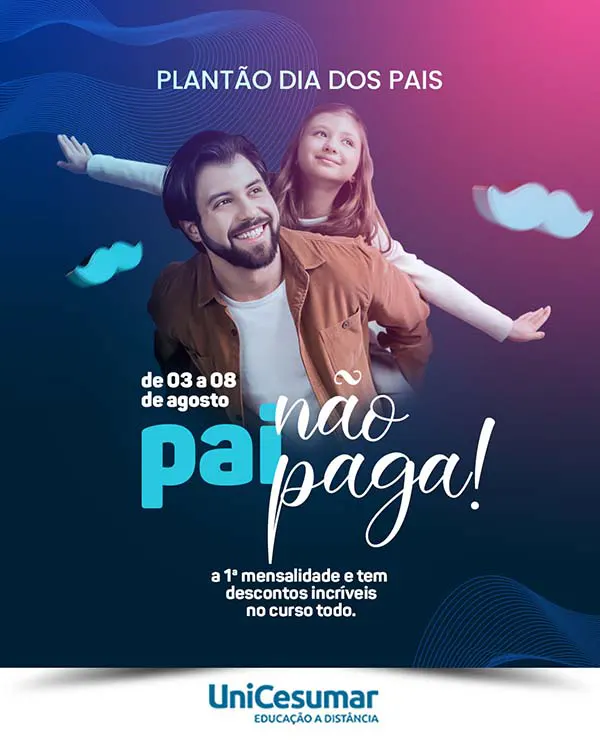 PLANTÃO DIA DOS PAIS
de 03 a 08
de agosto
pai não
paga!
a 1ª mensalidade e tem
descontos incríveis
no curso todo.
UniCesumar
EDUCAÇÃO A DISTÂNCIA